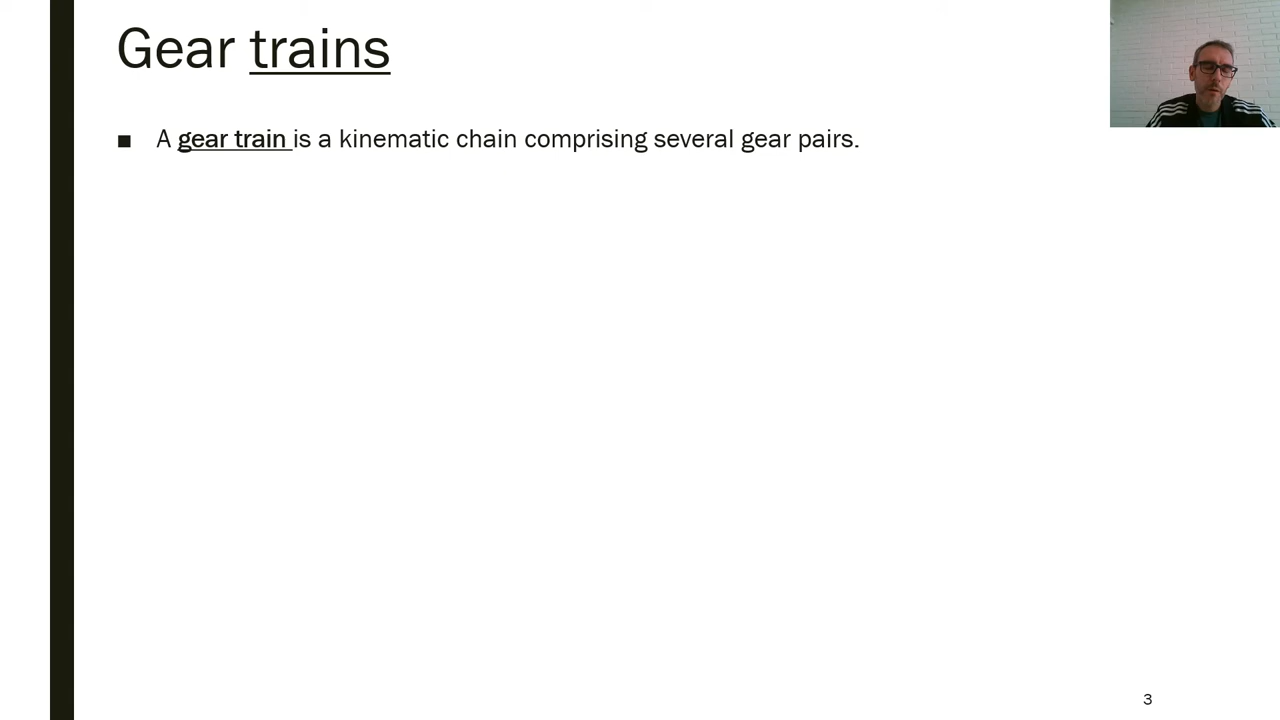 Gear trains
■ A gear train is a kinematic chain comprising several gear pairs.
3